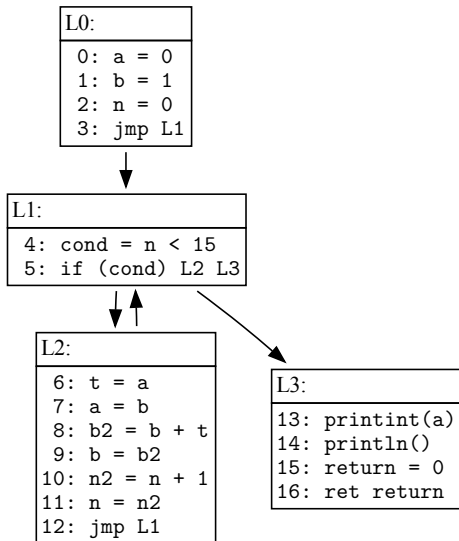 L0:
0: a = 0
1: b = 1
2: n = 0
3: jmp L1
L1:
4: cond = n < 15
5: if (cond) L2 L3
L2:
6: t = a
7: a = b
8: b2 = b + t
9: b = b2
10: n2 = n + 1
11: n = n2
12: jmp L1
L3:
13: printint(a)
14: println()
15: return = 0
16: ret return